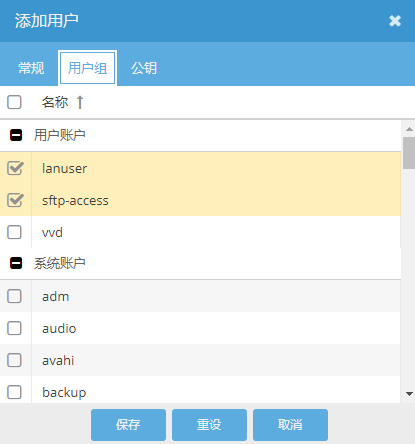 添加用户
常规 用户组 公钥
名称
用户账户
lanuser
sftp-access
vvd
系统账户
adm
audio
avahi
backup
保存 重设 取消